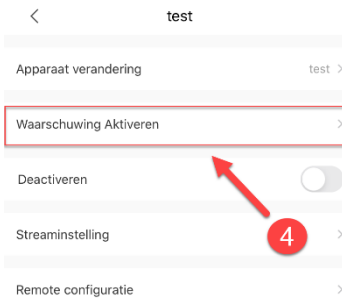 test
Apparaat verandering test
Waarschuwing Aktiveren
Deactiveren
4
Streaminstelling
Remote configuratie